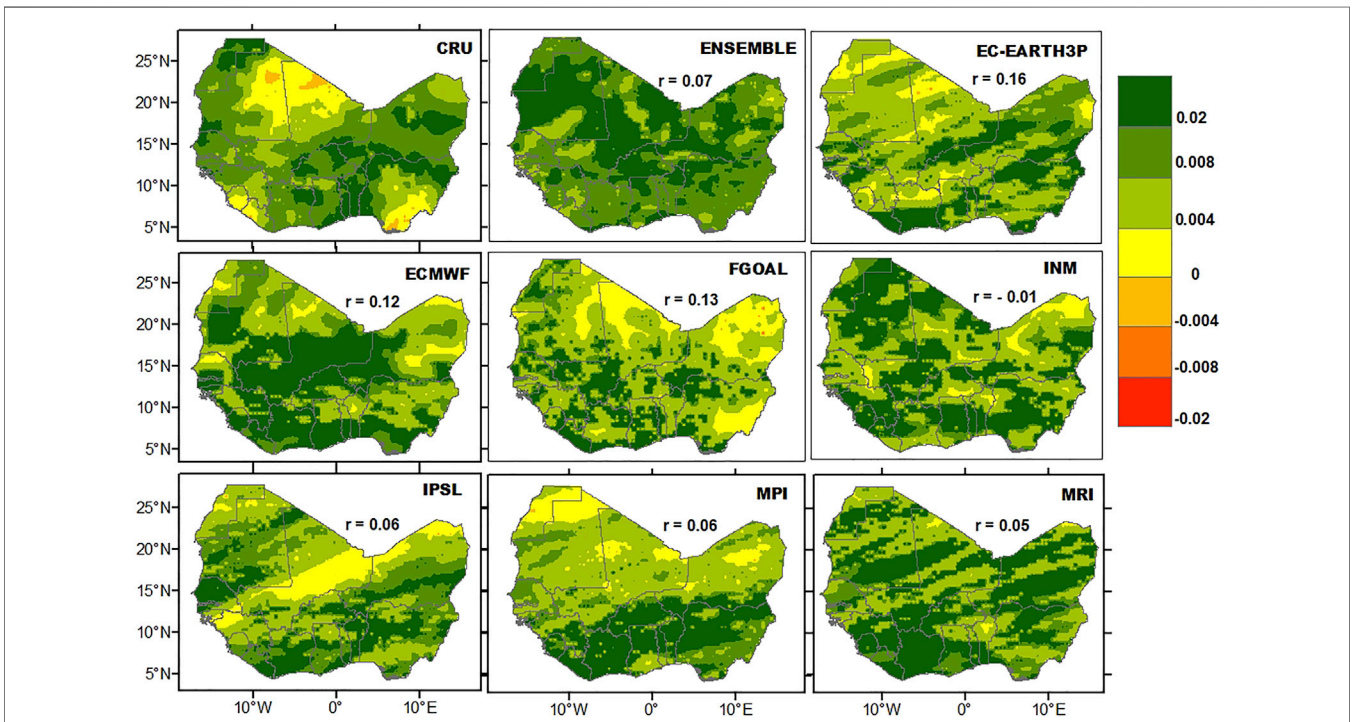 CRU
25°N
20°N
15°N
10°N
5°N
ENSEMBLE
r = 0.07
EC-EARTH3P
r = 0.16
0.02
0.008
0.004
0
-0.004
-0.008
-0.02
ECMWF
r = 0.12
25°N
20°N
15°N
10°N
5°N
FGOAL
r = 0.13
INM
r = - 0.01
IPSL
r = 0.06
25°N
20°N
15°N
10°N
5°N
MPI
r = 0.06
MRI
r = 0.05
10°W 0° 10°E
10°W 0° 10°E
10°W 0° 10°E